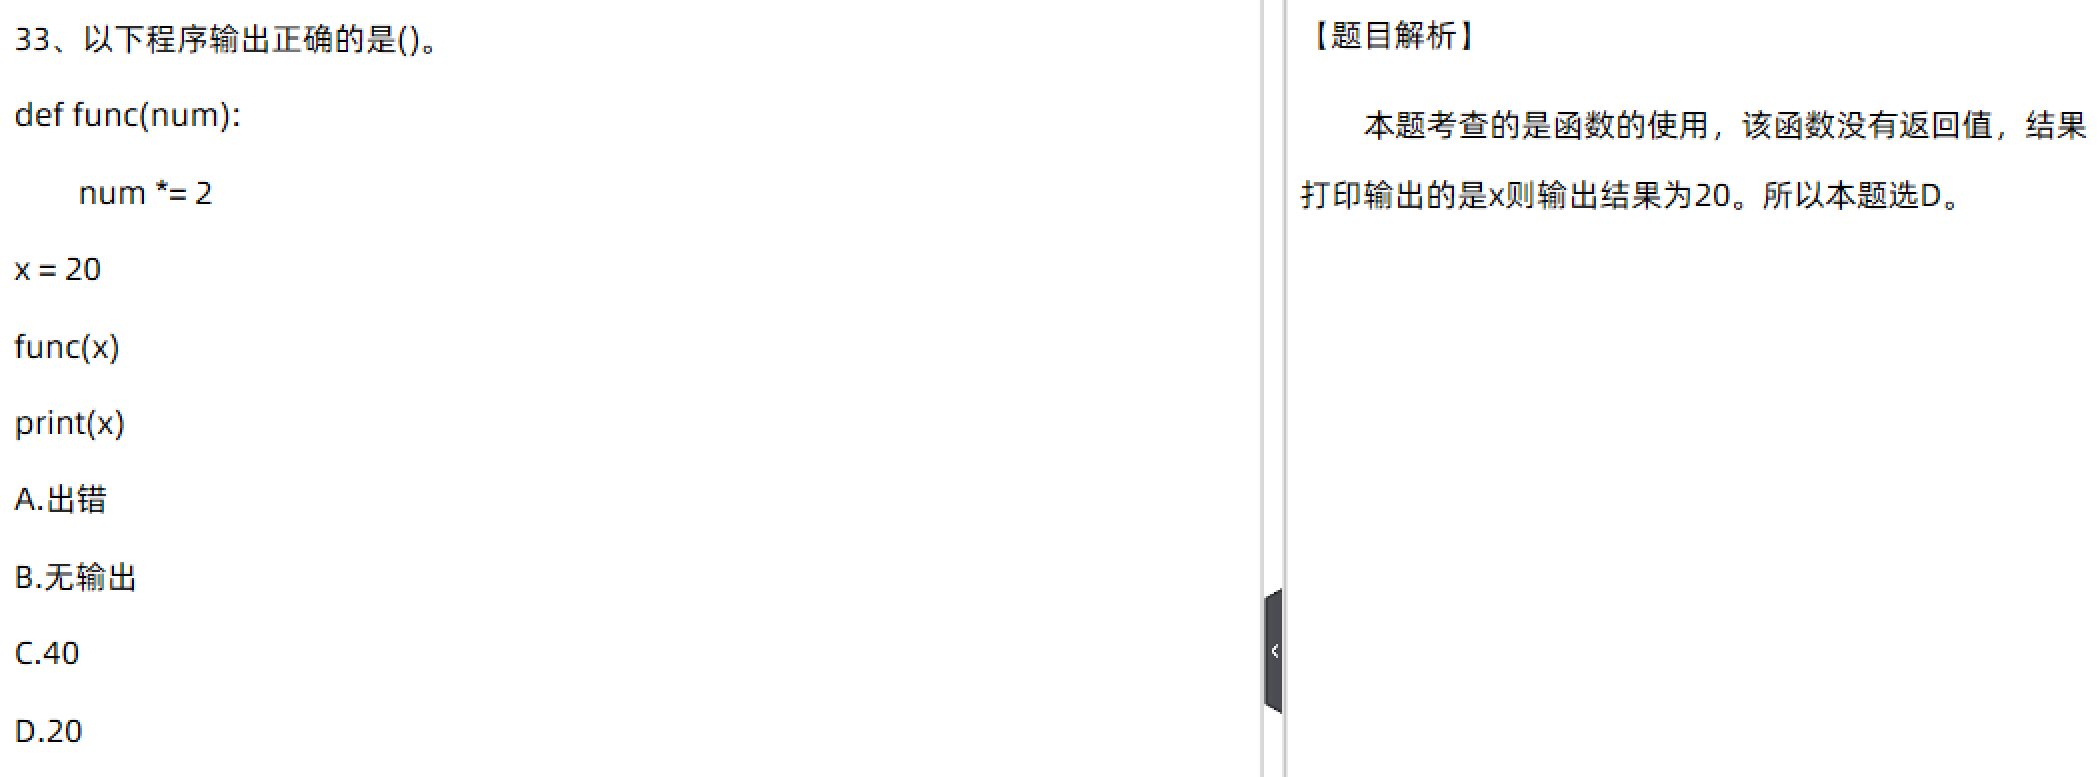 33、以下程序输出正确的是()。
def func(num):
num *= 2
x = 20
func(x)
print(x)
A.出错
B.无输出
C.40
D.20
【题目解析】
本题考查的是函数的使用，该函数没有返回值，结果
打印输出的是x则输出结果为20。所以本题选D。